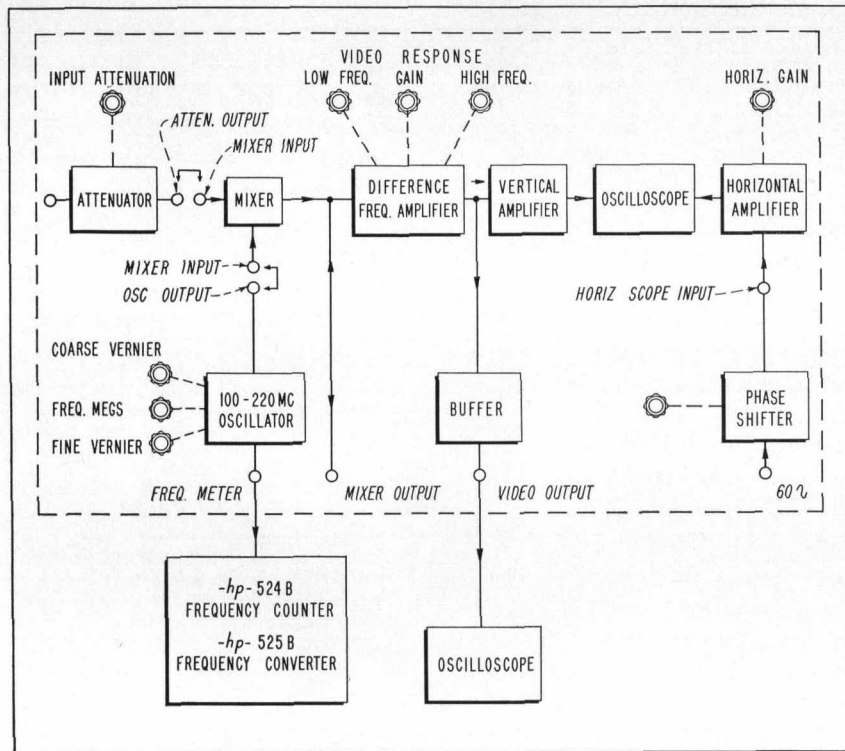 VIDEO RESPONSE
INPUT ATTENUATION
LOW FREQ.
GAIN
HIGH FREQ.
HORIZ. GAIN
ATTEN. OUTPUT
MIXER INPUT
ATTENUATOR
MIXER
DIFFERENCE
FREQ. AMPLIFIER
VERTICAL
AMPLIFIER
OSCILLOSCOPE
HORIZONTAL
AMPLIFIER
MIXER INPUT
OSC OUTPUT
HORIZ SCOPE INPUT
COARSE VERNIER
FREQ. MEGS
FINE VERNIER
100-220 MC
OSCILLATOR
BUFFER
PHASE
SHIFTER
FREQ. METER
MIXER OUTPUT
VIDEO OUTPUT
60~
-hp- 524 B
FREQUENCY COUNTER
-hp- 525 B
FREQUENCY CONVERTER
OSCILLOSCOPE